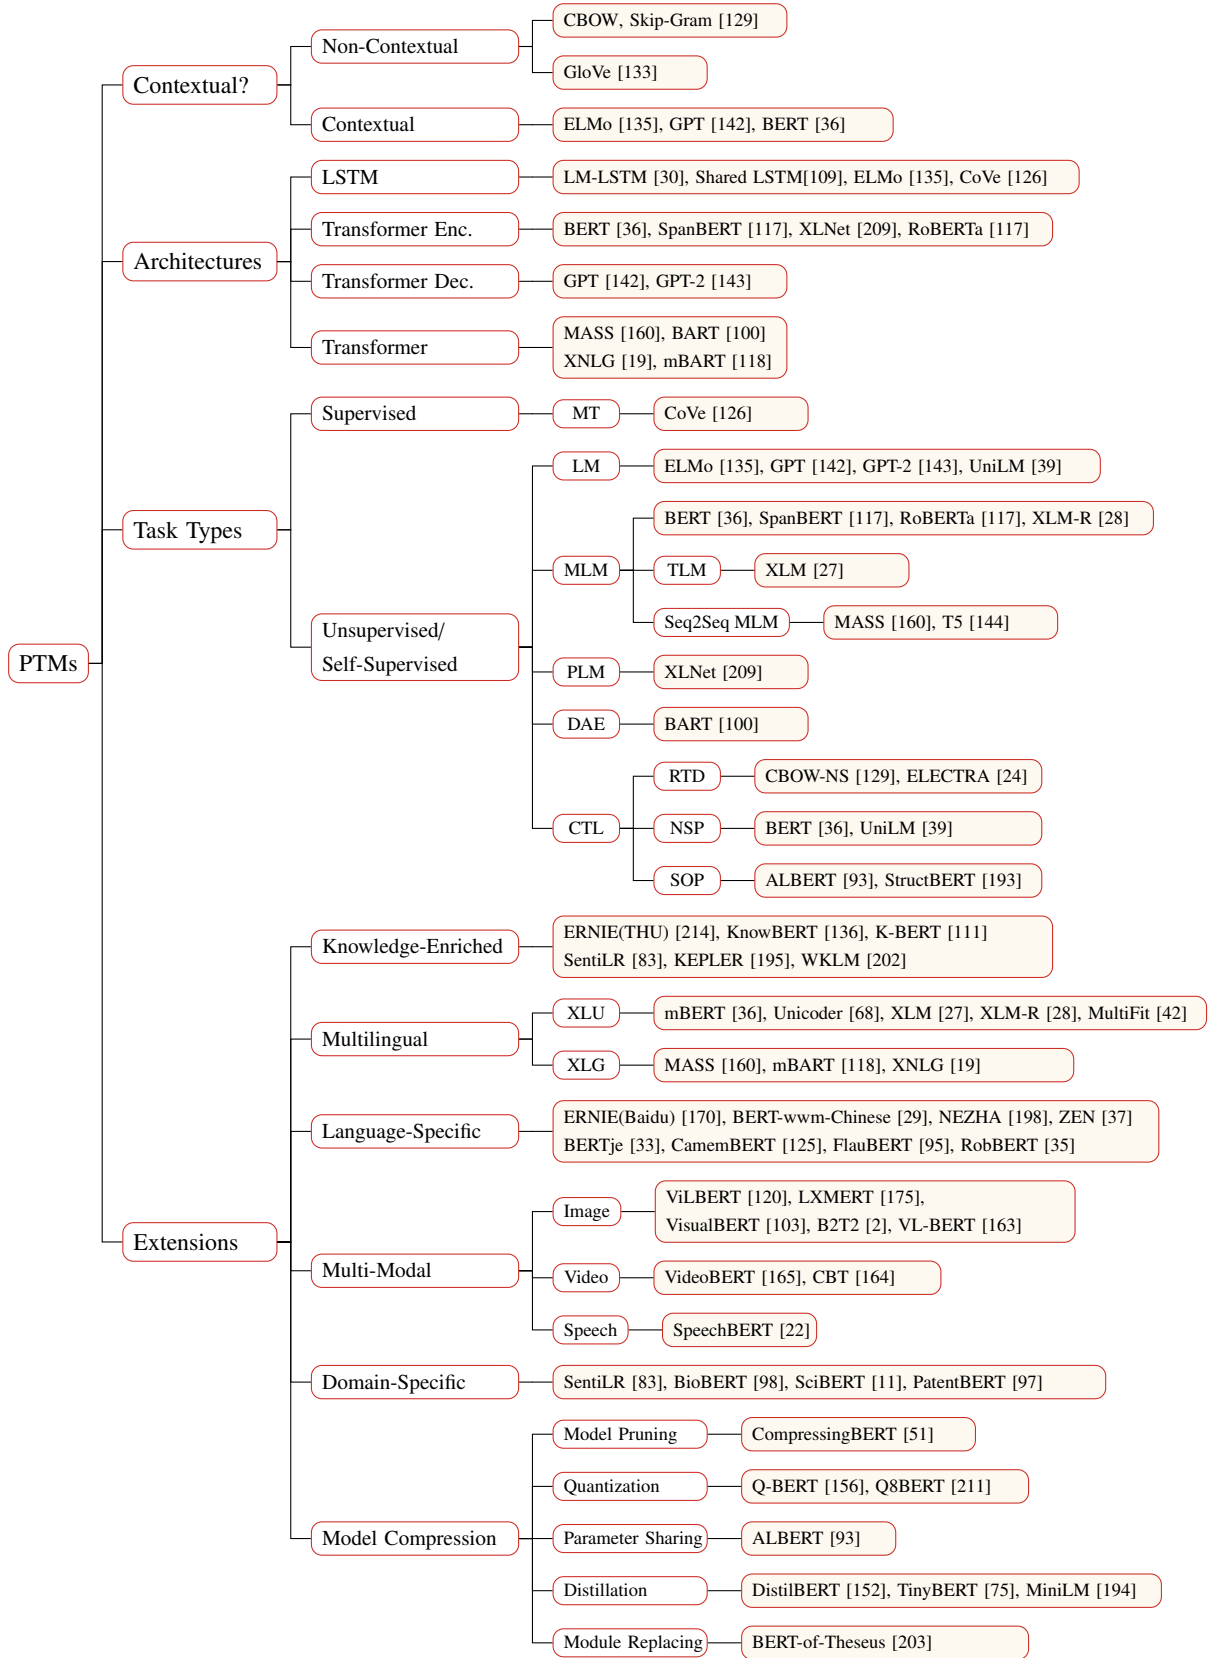 CBOW, Skip-Gram [129]
Non-Contextual
GloVe [133]
Contextual?
Contextual
ELMo [135], GPT [142], BERT [36]
LSTM
LM-LSTM [30], Shared LSTM[109], ELMo [135], CoVe [126]
Transformer Enc.
BERT [36], SpanBERT [117], XLNet [209], RoBERTa [117]
Architectures
Transformer Dec.
GPT [142], GPT-2 [143]
Transformer
MASS [160], BART [100]
XNLG [19], mBART [118]
Supervised
MT
CoVe [126]
LM
ELMo [135], GPT [142], GPT-2 [143], UniLM [39]
Task Types
BERT [36], SpanBERT [117], RoBERTa [117], XLM-R [28]
MLM
TLM
XLM [27]
Seq2Seq MLM
MASS [160], T5 [144]
Unsupervised/
Self-Supervised
PTMs
PLM
XLNet [209]
DAE
BART [100]
RTD
CBOW-NS [129], ELECTRA [24]
CTL
NSP
BERT [36], UniLM [39]
SOP
ALBERT [93], StructBERT [193]
Knowledge-Enriched
ERNIE(THU) [214], KnowBERT [136], K-BERT [111]
SentiLR [83], KEPLER [195], WKLM [202]
Multilingual
XLU
mBERT [36], Unicoder [68], XLM [27], XLM-R [28], MultiFit [42]
XLG
MASS [160], mBART [118], XNLG [19]
Language-Specific
ERNIE(Baidu) [170], BERT-wwm-Chinese [29], NEZHA [198], ZEN [37]
BERTje [33], CamemBERT [125], FlauBERT [95], RobBERT [35]
Extensions
Image
ViLBERT [120], LXMERT [175],
VisualBERT [103], B2T2 [2], VL-BERT [163]
Multi-Modal
Video
VideoBERT [165], CBT [164]
Speech
SpeechBERT [22]
Domain-Specific
SentiLR [83], BioBERT [98], SciBERT [11], PatentBERT [97]
Model Pruning
CompressingBERT [51]
Quantization
Q-BERT [156], Q8BERT [211]
Model Compression
Parameter Sharing
ALBERT [93]
Distillation
DistilBERT [152], TinyBERT [75], MiniLM [194]
Module Replacing
BERT-of-Theseus [203]